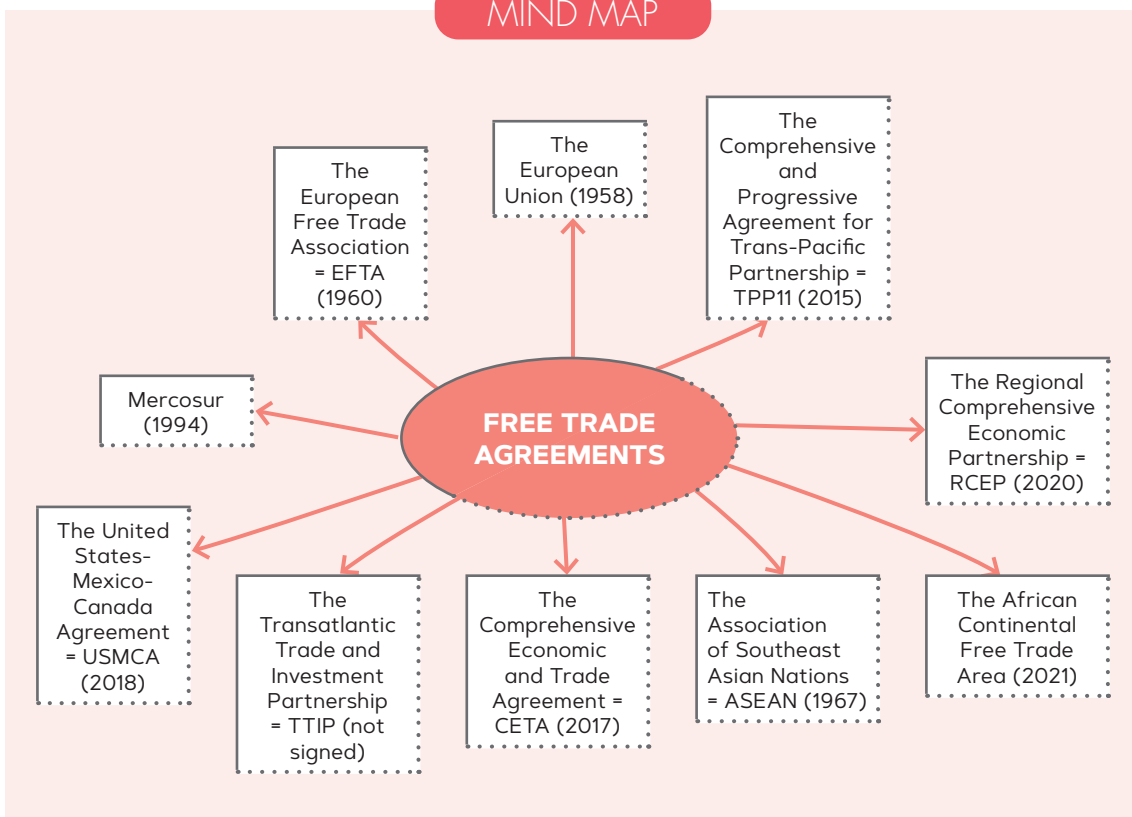 MIND MAP
The
European
Free Trade
Association
= EFTA
(1960)
The
European
Union (1958)
The
Comprehensive
and
Progressive
Agreement for
Trans-Pacific
Partnership =
TPP11 (2015)
Mercosur
(1994)
FREE TRADE
AGREEMENTS
The Regional
Comprehensive
Economic
Partnership =
RCEP (2020)
The United
States-
Mexico-
Canada
Agreement
= USMCA
(2018)
The
Transatlantic
Trade and
Investment
Partnership
= TTIP (not
signed)
The
Comprehensive
Economic
and Trade
Agreement =
CETA (2017)
The
Association
of Southeast
Asian Nations
= ASEAN (1967)
The African
Continental
Free Trade
Area (2021)